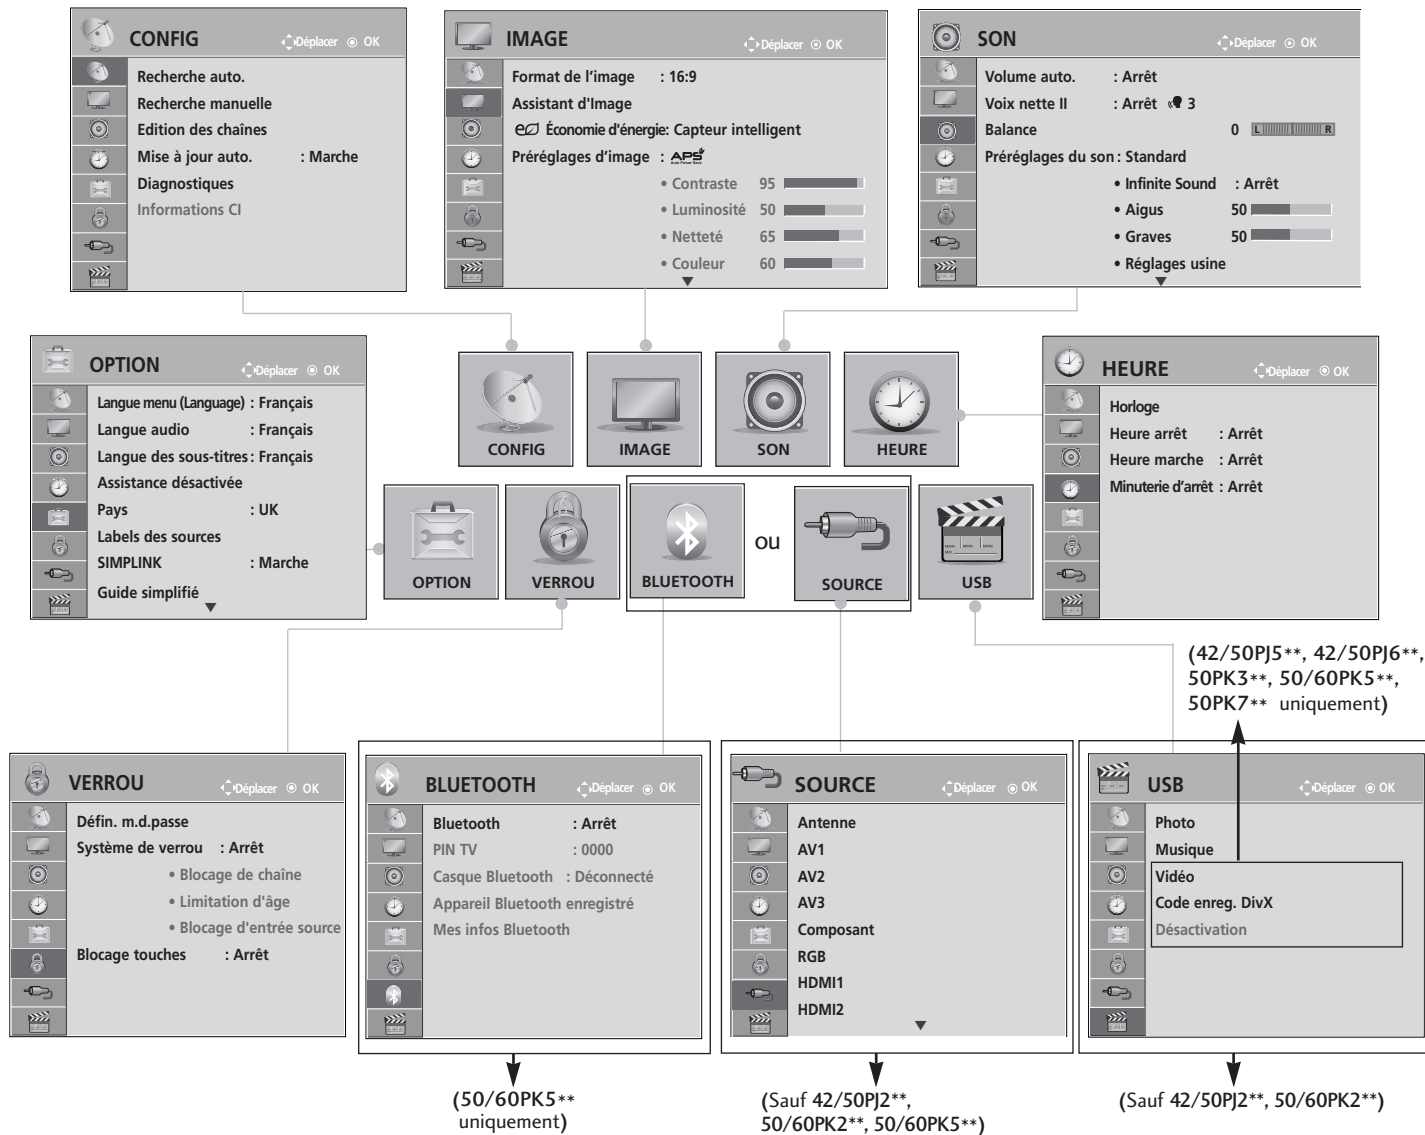 CONFIG
Déplacer OK
Recherche auto.
Recherche manuelle
Edition des chaînes
Mise à jour auto. : Marche
Diagnostiques
Informations CI
IMAGE
Déplacer OK
Format de l'image : 16:9
Assistant d'Image
Économie d'énergie: Capteur intelligent
Préréglages d'image : APS
Auto Power Save
• Contraste 95
• Luminosité 50
• Netteté 65
• Couleur 60
SON
Déplacer OK
Volume auto. : Arrêt
Voix nette II : Arrêt 3
Balance 0 L R
Préréglages du son : Standard
• Infinite Sound : Arrêt
• Aigus 50
• Graves 50
• Réglages usine
OPTION
Déplacer OK
Langue menu (Language) : Français
Langue audio : Français
Langue des sous-titres : Français
Assistance désactivée
Pays : UK
Labels des sources
SIMPLINK : Marche
Guide simplifié
CONFIG
IMAGE
SON
HEURE
HEURE
Déplacer OK
Horloge
Heure arrêt : Arrêt
Heure marche : Arrêt
Minuterie d'arrêt : Arrêt
OPTION
VERROU
BLUETOOTH
ou
SOURCE
USB
(42/50PJ5**, 42/50PJ6**,
50PK3**, 50/60PK5**,
50PK7** uniquement)
VERROU
Déplacer OK
Défin. m.d.passe
Système de verrou : Arrêt
• Blocage de chaîne
• Limitation d'âge
• Blocage d'entrée source
Blocage touches : Arrêt
BLUETOOTH
Déplacer OK
Bluetooth : Arrêt
PIN TV : 0000
Casque Bluetooth : Déconnecté
Appareil Bluetooth enregistré
Mes infos Bluetooth
SOURCE
Déplacer OK
Antenne
AV1
AV2
AV3
Composant
RGB
HDMI1
HDMI2
USB
Déplacer OK
Photo
Musique
Vidéo
Code enreg. DivX
Désactivation
(50/60PK5**
uniquement)
(Sauf 42/50PJ2**,
50/60PK2**, 50/60PK5**)
(Sauf 42/50PJ2**, 50/60PK2**)